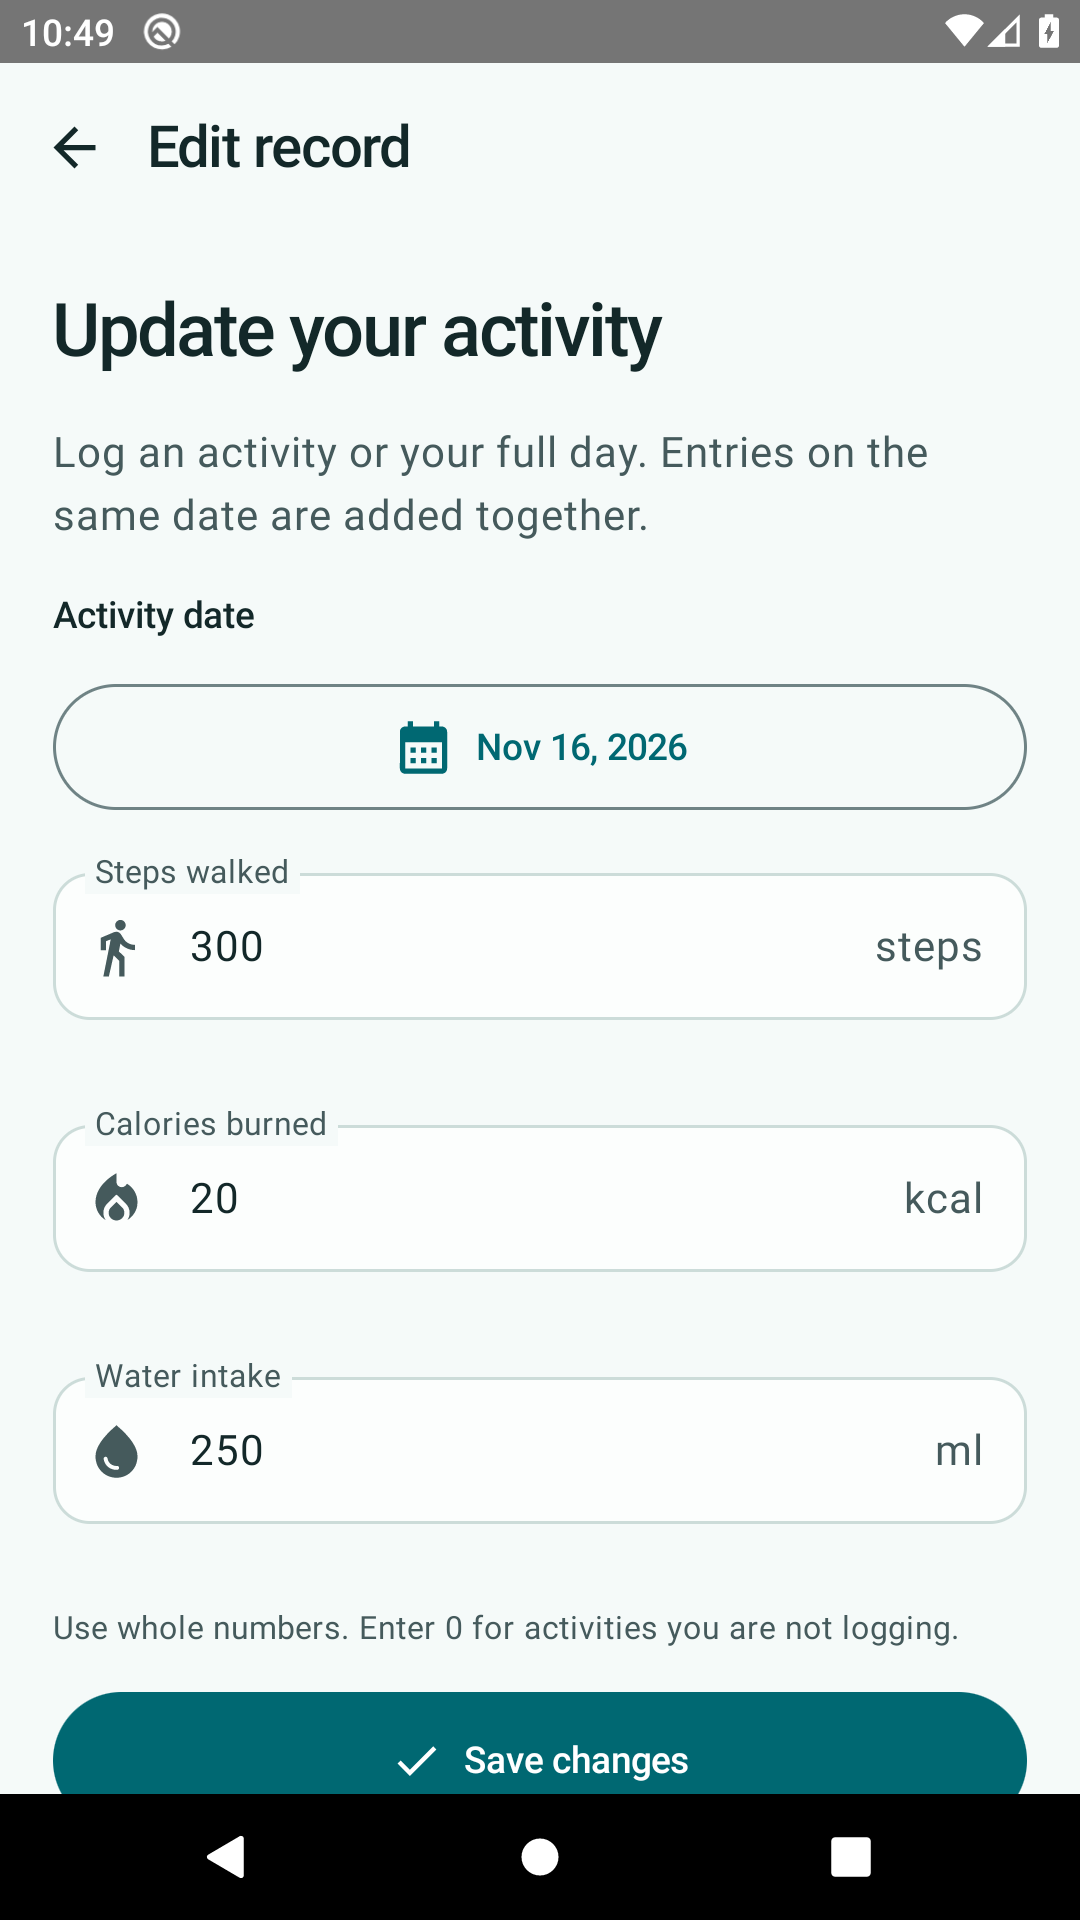 10:49
Edit record
Update your activity
Log an activity or your full day. Entries on the
same date are added together.
Activity date
Nov 16, 2026
Steps walked
300 steps
Calories burned
20 kcal
Water intake
250 ml
Use whole numbers. Enter 0 for activities you are not logging.
Save changes